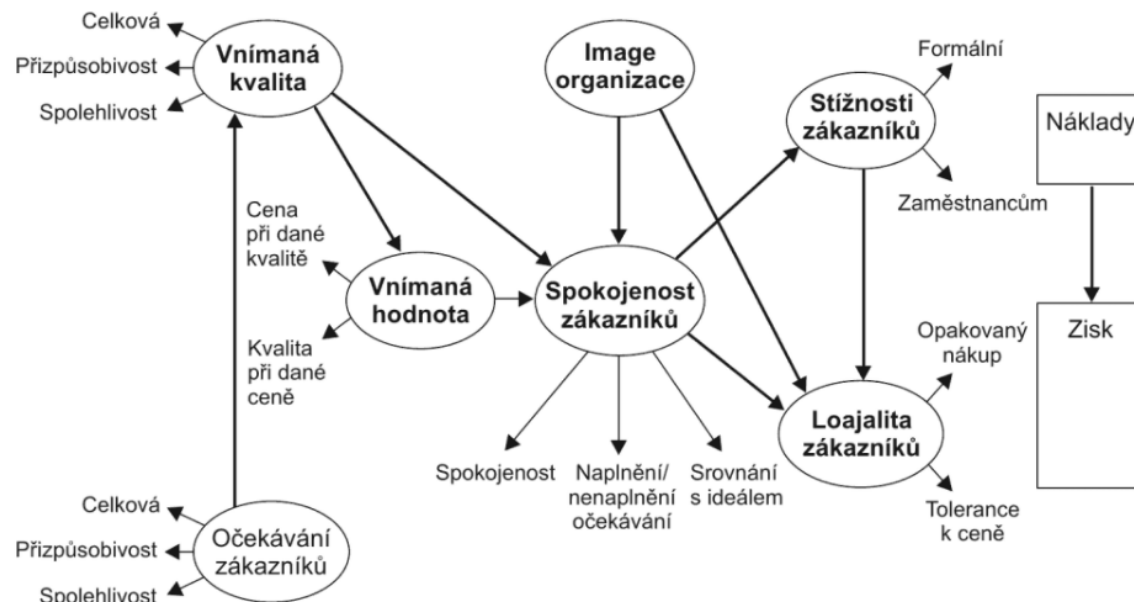 Celková
Přizpůsobivost
Spolehlivost
Vnímaná
kvalita
Image
organizace
Formální
Stížnosti
zákazníků
Zaměstnancům
Náklady
Cena
při dané
kvalitě
Vnímaná
hodnota
Kvalita
při dané
ceně
Spokojenost
zákazníků
Opakovaný
nákup
Zisk
Loajalita
zákazníků
Spokojenost
Naplnění/
nenaplnění
očekávání
Srovnání
s ideálem
Tolerance
k ceně
Celková
Přizpůsobivost
Spolehlivost
Očekávání
zákazníků